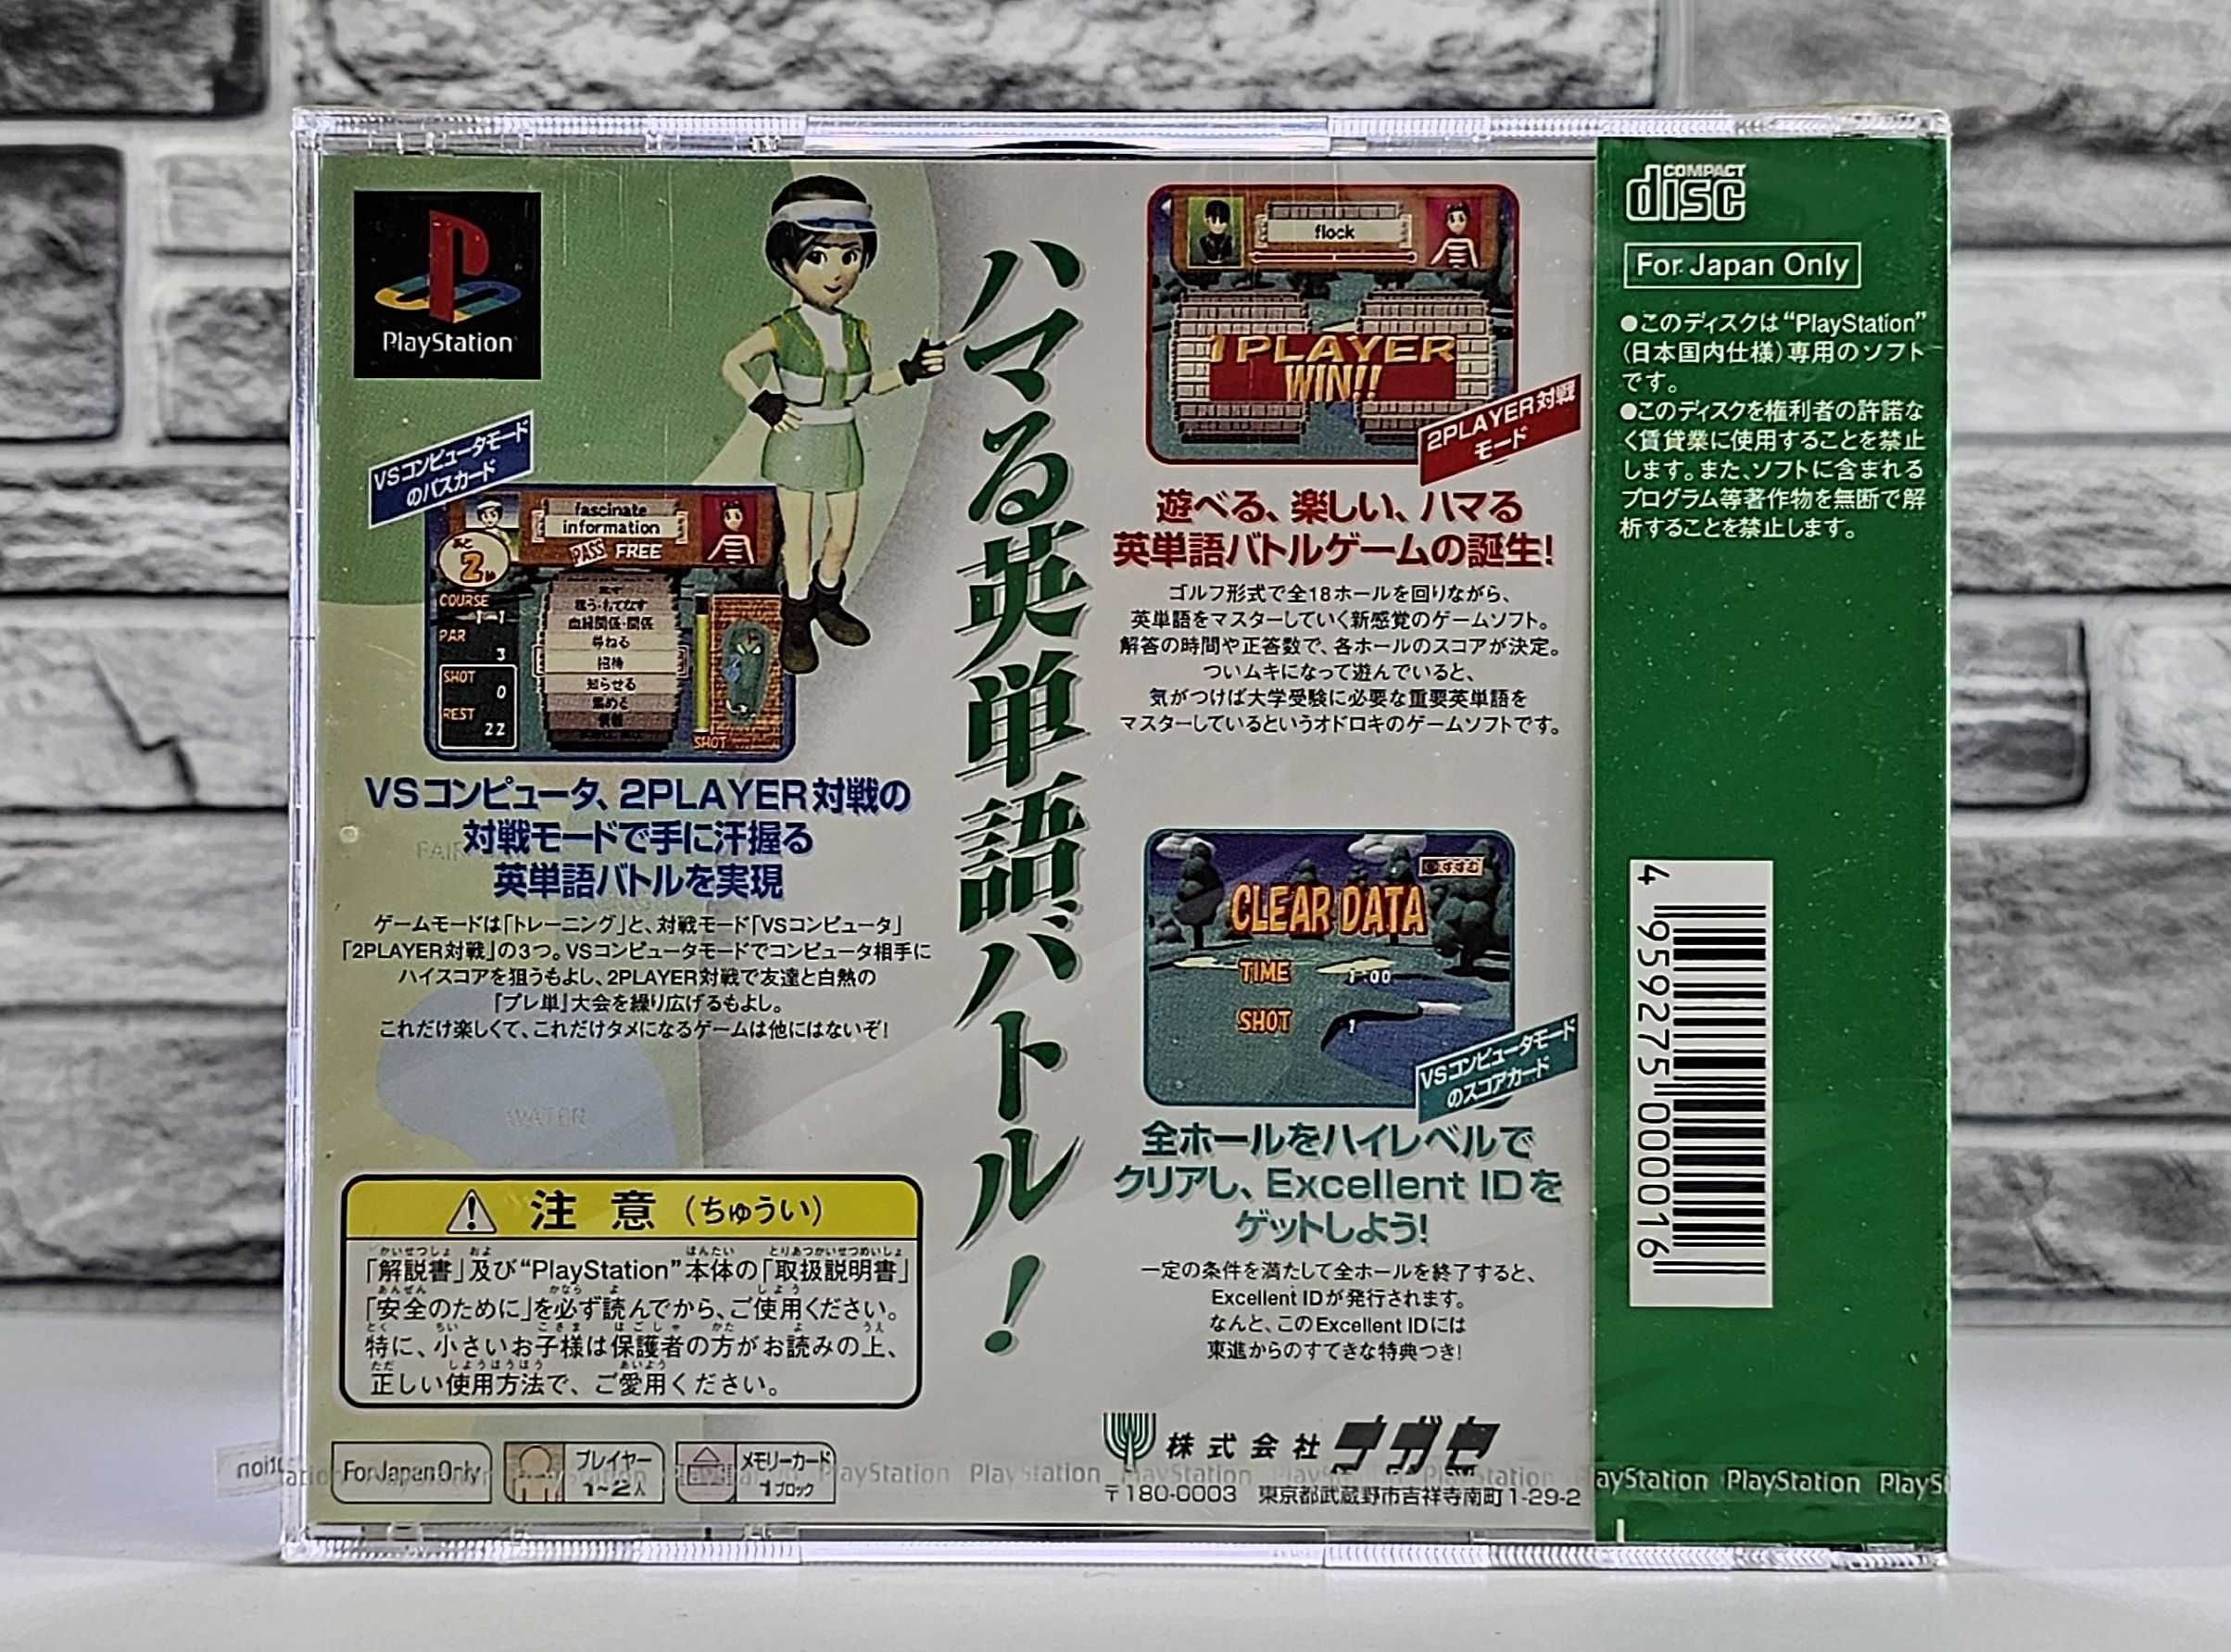 PlayStation
VSコンピュータモード
のパスカード
fascinate
information
PASS FREE
あと
2
COURSE
1-1
PAR
3
SHOT
0
REST
22
尋ねる
招待
知らせる
SHOT
VSコンピュータ、2PLAYER対戦の
対戦モードで手に汗握る
英単語バトルを実現
ゲームモードは「トレーニング」と、対戦モード「VSコンピュータ」
「2PLAYER対戦」の3つ。VSコンピュータモードでコンピュータ相手に
ハイスコアを狙うもよし、2PLAYER対戦で友達と白熱の
「プレ単」大会を繰り広げるもよし。
これだけ楽しくて、これだけタメになるゲームは他にはないぞ!
WATER
注意(ちゅうい)
「解説書」及び“PlayStation”本体の「取扱説明書」
「安全のために」を必ず読んでから、ご使用ください。
特に、小さいお子様は保護者の方がお読みの上、
正しい使用方法で、ご愛用ください。
For Japan Only
プレイヤー
1~2人
メモリーカード
1ブロック
ハマる英単語バトル!
flock
1PLAYER
WIN!!
2PLAYER対戦
モード
遊べる、楽しい、ハマる
英単語バトルゲームの誕生!
ゴルフ形式で全18ホールを回りながら、
英単語をマスターしていく新感覚のゲームソフト。
解答の時間や正答数で、各ホールのスコアが決定。
ついムキになって遊んでいると、
気がつけば大学受験に必要な重要英単語を
マスターしているというオドロキのゲームソフトです。
CLEAR DATA
TIME 1:00
SHOT 1
VSコンピュータモード
のスコアカード
全ホールをハイレベルで
クリアし、Excellent IDを
ゲットしよう!
一定の条件を満たして全ホールを終了すると、
Excellent IDが発行されます。
なんと、このExcellent IDには
東進からのすてきな特典つき!
株式会社ナガセ
〒180-0003 東京都武蔵野市吉祥寺南町1-29-2
COMPACT
disc
For Japan Only
●このディスクは“PlayStation”
(日本国内仕様)専用のソフト
です。
●このディスクを権利者の許諾な
く賃貸業に使用することを禁止
します。また、ソフトに含まれる
プログラム等著作物を無断で解
析することを禁止します。
4 959275 000016
PlayStation PlayStation PlayStation